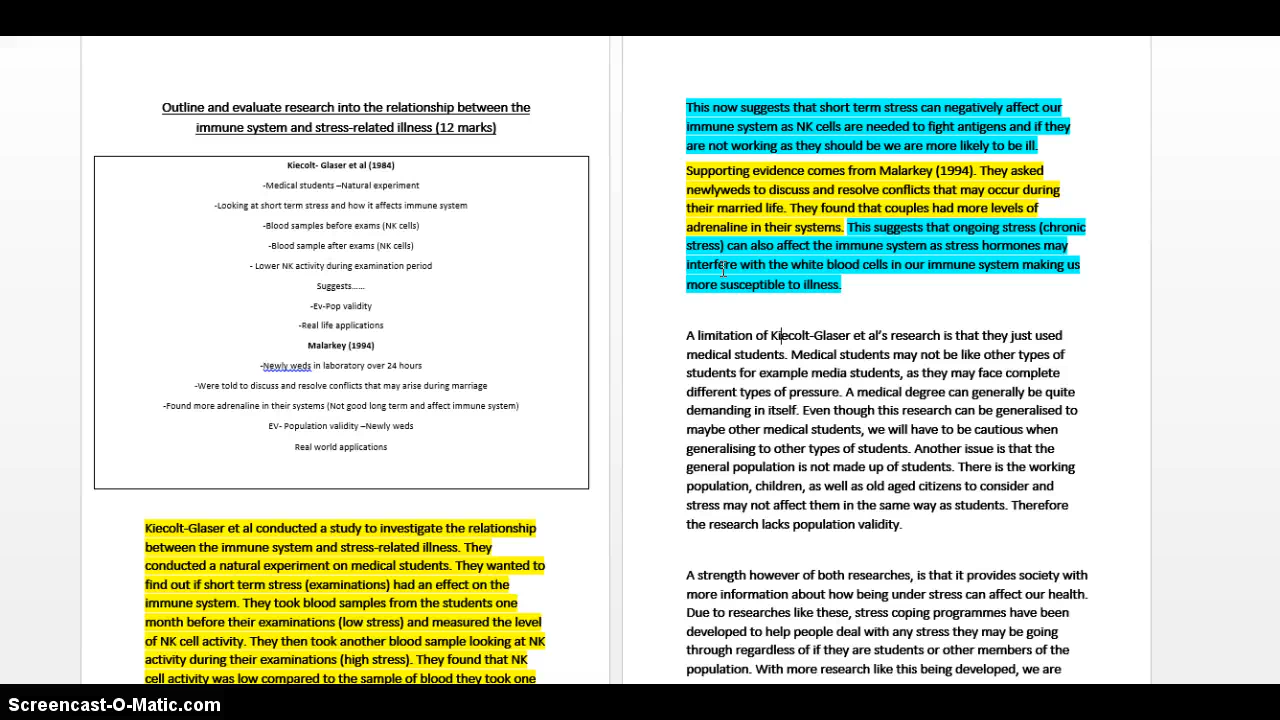 Outline and evaluate research into the relationship between the
immune system and stress-related illness (12 marks)
Kiecolt- Glaser et al (1984)
-Medical students –Natural experiment
-Looking at short term stress and how it affects immune system
-Blood samples before exams (NK cells)
-Blood sample after exams (NK cells)
- Lower NK activity during examination period
Suggests......
-Ev-Pop validity
-Real life applications
Malarkey (1994)
-Newly weds in laboratory over 24 hours
-Were told to discuss and resolve conflicts that may arise during marriage
-Found more adrenaline in their systems (Not good long term and affect immune system)
EV- Population validity –Newly weds
Real world applications
Kiecolt-Glaser et al conducted a study to investigate the relationship
between the immune system and stress-related illness. They
conducted a natural experiment on medical students. They wanted to
find out if short term stress (examinations) had an effect on the
immune system. They took blood samples from the students one
month before their examinations (low stress) and measured the level
of NK cell activity. They then took another blood sample looking at NK
activity during their examinations (high stress). They found that NK
cell activity was low compared to the sample of blood they took one
This now suggests that short term stress can negatively affect our
immune system as NK cells are needed to fight antigens and if they
are not working as they should be we are more likely to be ill.
Supporting evidence comes from Malarkey (1994). They asked
newlyweds to discuss and resolve conflicts that may occur during
their married life. They found that couples had more levels of
adrenaline in their systems. This suggests that ongoing stress (chronic
stress) can also affect the immune system as stress hormones may
interfere with the white blood cells in our immune system making us
more susceptible to illness.
A limitation of Kiecolt-Glaser et al's research is that they just used
medical students. Medical students may not be like other types of
students for example media students, as they may face complete
different types of pressure. A medical degree can generally be quite
demanding in itself. Even though this research can be generalised to
maybe other medical students, we will have to be cautious when
generalising to other types of students. Another issue is that the
general population is not made up of students. There is the working
population, children, as well as old aged citizens to consider and
stress may not affect them in the same way as students. Therefore
the research lacks population validity.
A strength however of both researches, is that it provides society with
more information about how being under stress can affect our health.
Due to researches like these, stress coping programmes have been
developed to help people deal with any stress they may be going
through regardless of if they are students or other members of the
population. With more research like this being developed, we are
Screencast-O-Matic.com